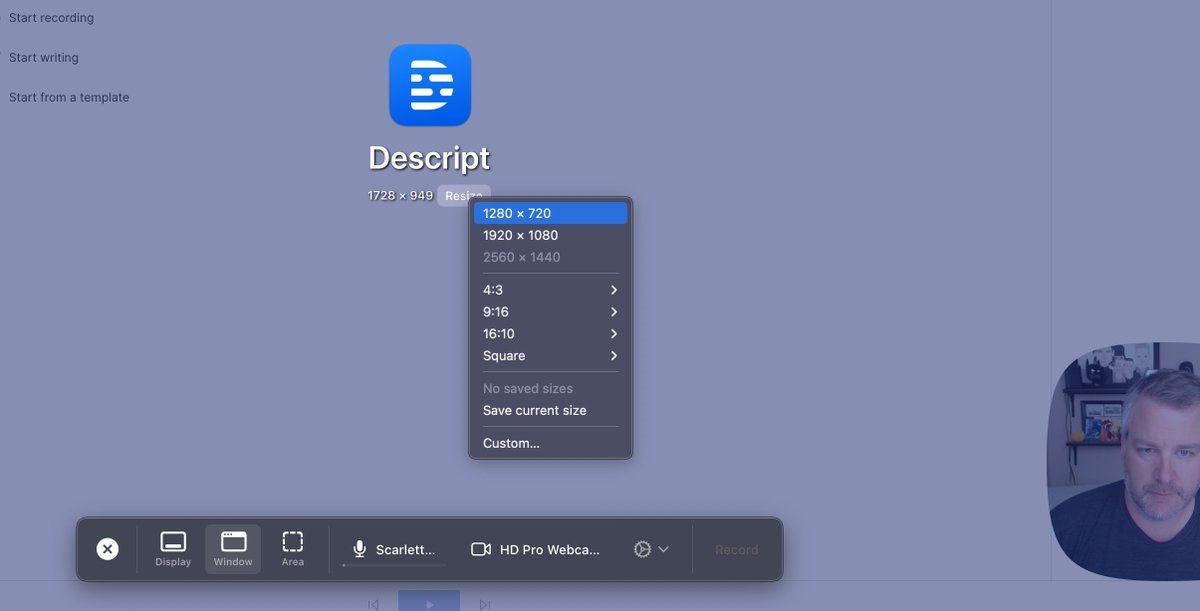 Start recording
Start writing
Start from a template
Descript
1728 × 949
1280 × 720
1920 × 1080
2560 × 1440
4:3
9:16
16:10
Square
No saved sizes
Save current size
Custom...
Display
Window
Area
Scarlett...
HD Pro Webca...
Record